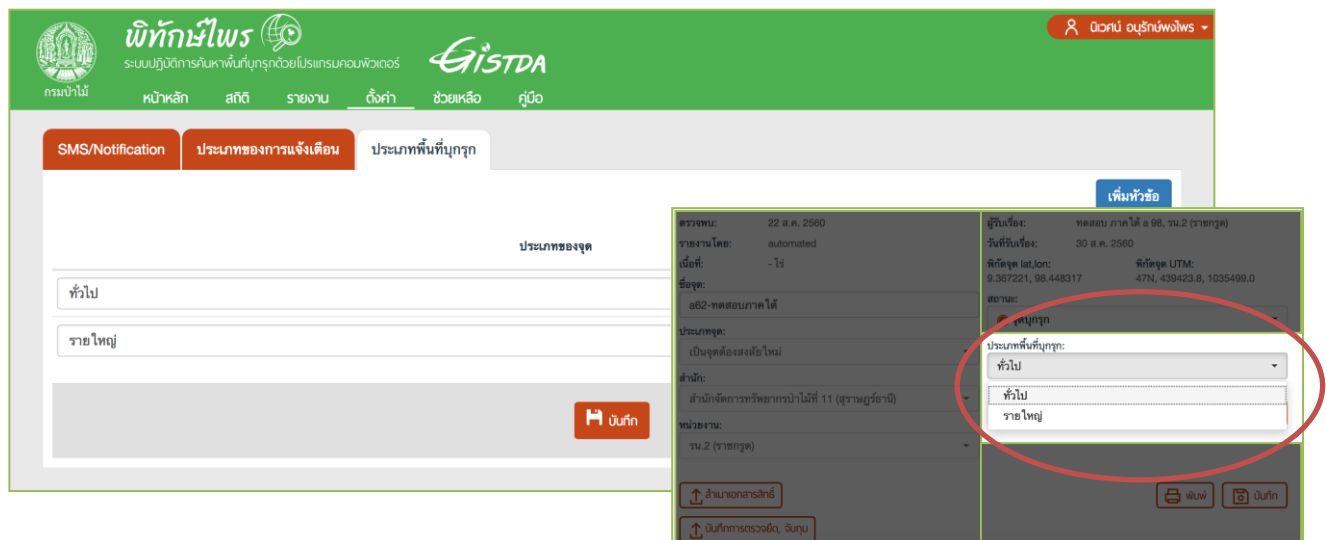 พิทักษ์ไพร
ระบบปฏิบัติการค้นหาพื้นที่บุกรุกด้วยโปรแกรมคอมพิวเตอร์
GISTDA
นิเวศน์ อนุรักษ์พงไพร
กรมป่าไม้
หน้าหลัก สถิติ รายงาน ตั้งค่า ช่วยเหลือ คู่มือ
SMS/Notification ประเภทของการแจ้งเตือน ประเภทพื้นที่บุกรุก
เพิ่มหัวข้อ
ประเภทของจุด
ทั่วไป
รายใหญ่
บันทึก
ตรวจพบ: 22 ส.ค. 2560
รายงานโดย: automated
เนื้อที่: - ไร่
ชื่อจุด:
a62-ทดสอบภาคใต้
ประเภทจุด:
เป็นจุดต้องสงสัยใหม่
สำนัก:
สำนักจัดการทรัพยากรป่าไม้ที่ 11 (สุราษฎร์ธานี)
หน่วยงาน:
รน.2 (ราชกรูด)
สำเนาเอกสารสิทธิ์
บันทึกการตรวจยึด, จับกุม
ผู้รับเรื่อง: ทดสอบ ภาคใต้ a 98, รน.2 (ราชกรูด)
วันที่รับเรื่อง: 30 ส.ค. 2560
พิกัดจุด lat,lon: พิกัดจุด UTM:
9.367221, 98.448317 47N, 439423.8, 1035499.0
สถานะ:
จุดบุกรุก
ประเภทพื้นที่บุกรุก:
ทั่วไป
ทั่วไป
รายใหญ่
พิมพ์ บันทึก